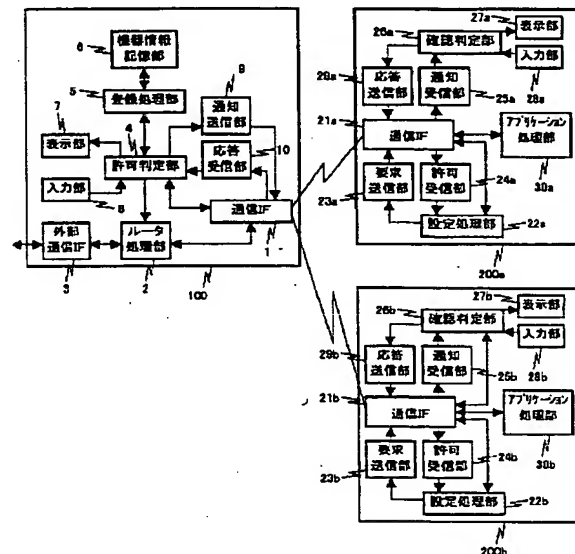 6
機器情報
記憶部
5
登録処理部
9
通知
送信部
7
表示部
4
許可判定部
応答
受信部
10
入力部
8
通信IF
1
外部
通信IF
3
ルータ
処理部
2
100
27a
表示部
26a
確認判定部
入力部
28a
29a
応答
送信部
通知
受信部
25a
21a
通信IF
アプリケーション
処理部
30a
要求
送信部
23a
許可
受信部
24a
設定処理部
22a
200a
27b
表示部
26b
確認判定部
入力部
28b
29b
応答
送信部
通知
受信部
25b
21b
通信IF
アプリケーション
処理部
30b
要求
送信部
23b
許可
受信部
24b
設定処理部
22b
200b